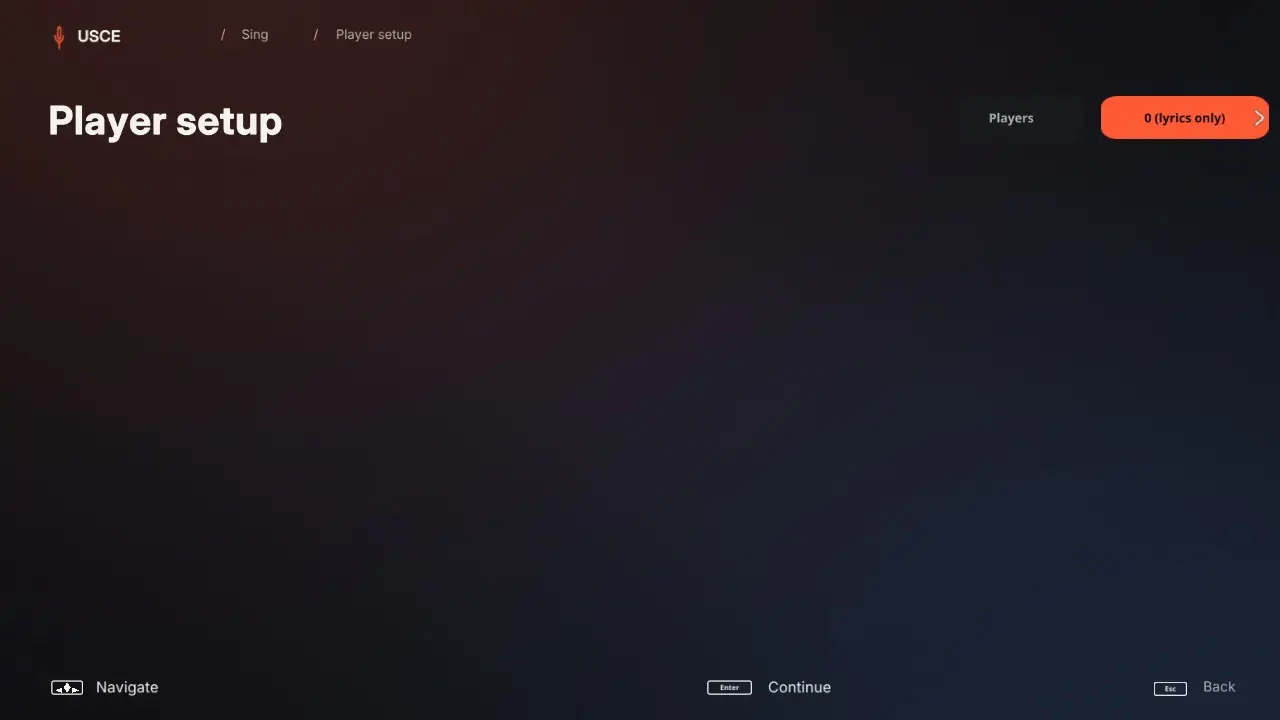 USCE / Sing / Player setup
Player setup
Players 0 (lyrics only)
Navigate Enter Continue Esc Back